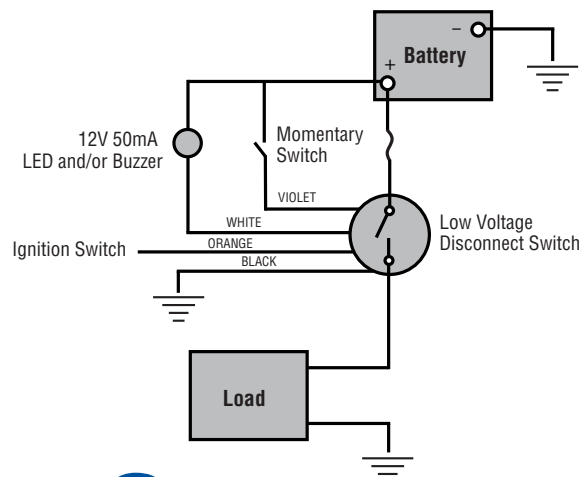 –
Battery
+
12V 50mA
LED and/or Buzzer
Momentary
Switch
VIOLET
WHITE
Low Voltage
Disconnect Switch
Ignition Switch
ORANGE
BLACK
Load